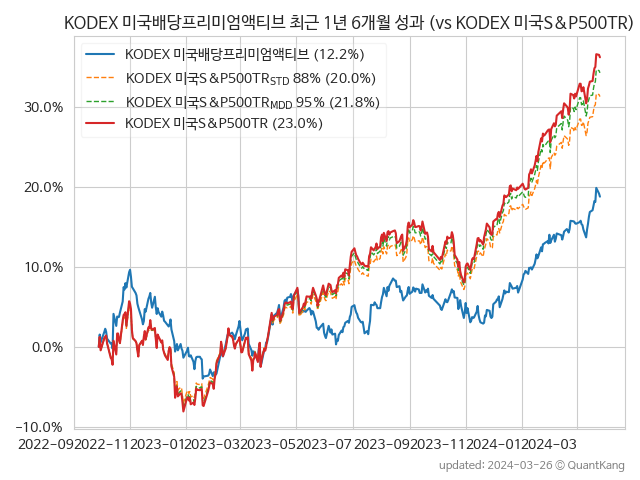 KODEX 미국배당프리미엄액티브 최근 1년 6개월 성과 (vs KODEX 미국S&P500TR)
KODEX 미국배당프리미엄액티브 (12.2%)
KODEX 미국S&P500TR_STD 88% (20.0%)
KODEX 미국S&P500TR_MDD 95% (21.8%)
KODEX 미국S&P500TR (23.0%)
30.0%
20.0%
10.0%
0.0%
−10.0%
2022-09 2022-11 2023-01 2023-03 2023-05 2023-07 2023-09 2023-11 2024-01 2024-03
updated: 2024-03-26 © QuantKang